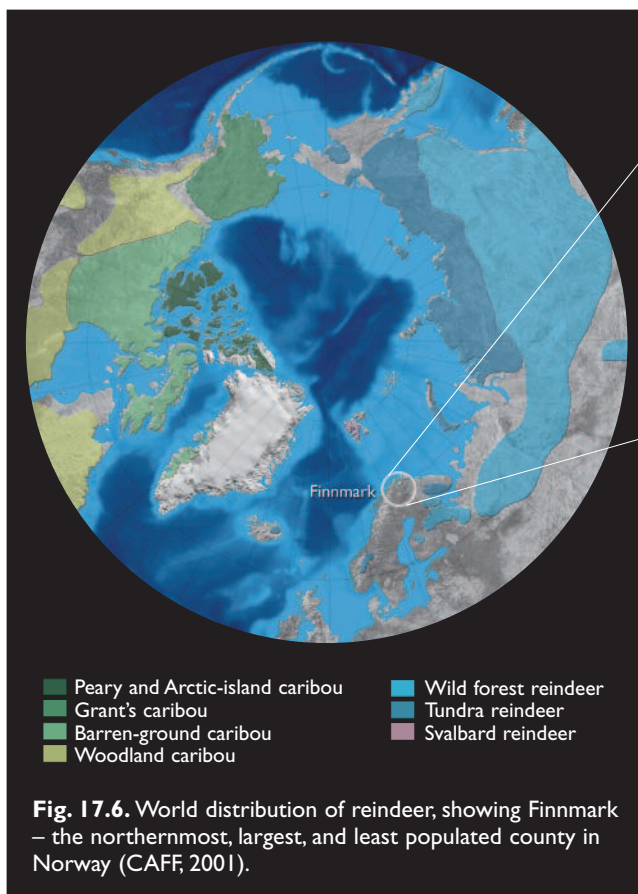 Finnmark
Peary and Arctic-island caribou
Grant's caribou
Barren-ground caribou
Woodland caribou
Wild forest reindeer
Tundra reindeer
Svalbard reindeer
Fig. 17.6. World distribution of reindeer, showing Finnmark
– the northernmost, largest, and least populated county in
Norway (CAFF, 2001).